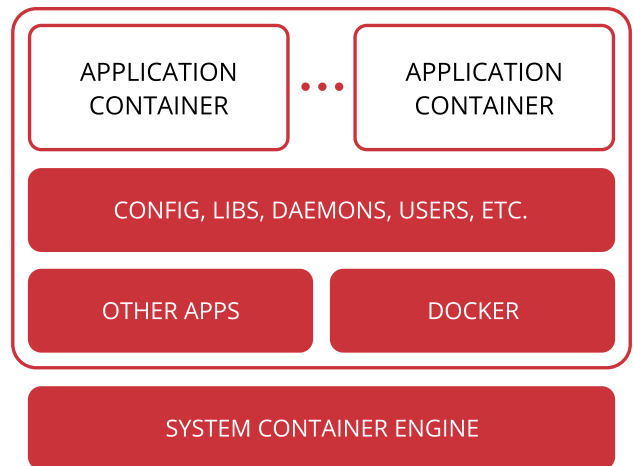 APPLICATION
CONTAINER
APPLICATION
CONTAINER
CONFIG, LIBS, DAEMONS, USERS, ETC.
OTHER APPS
DOCKER
SYSTEM CONTAINER ENGINE